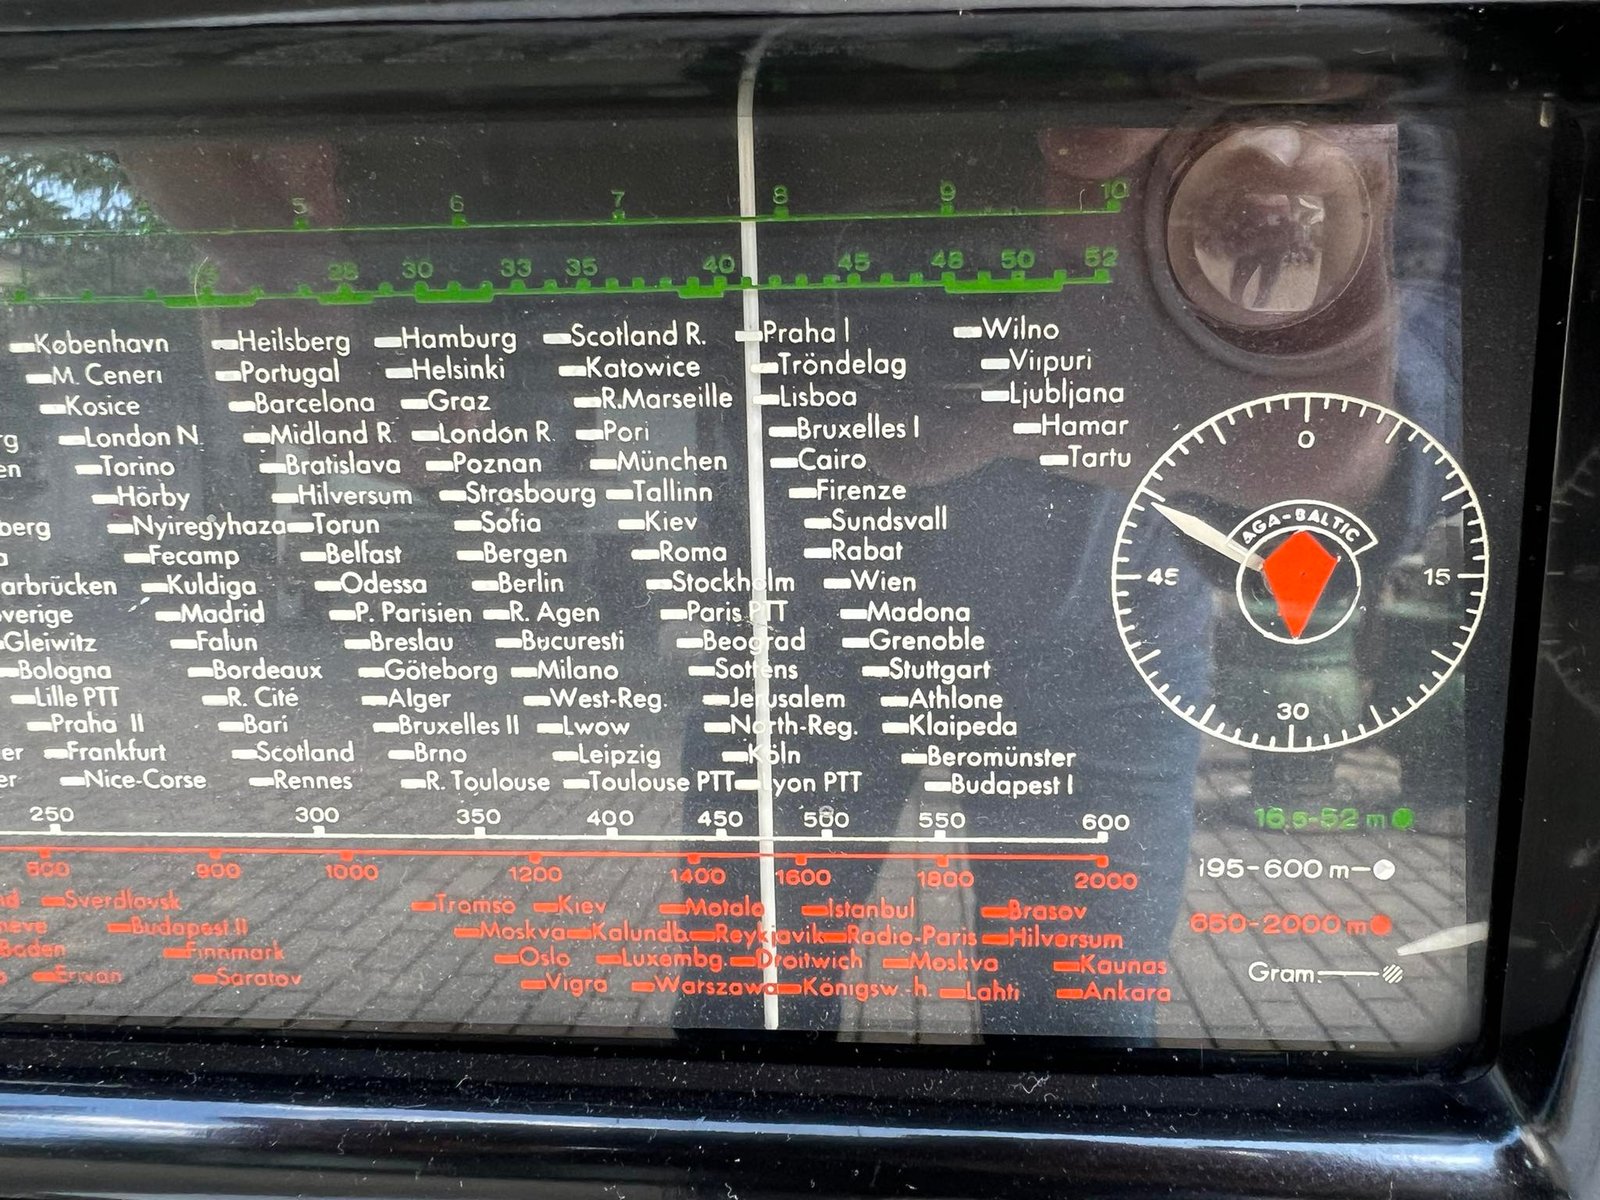 5 6 7 8 9 10
28 30 33 35 40 45 48 50 52
København Heilsberg Hamburg Scotland R. Praha I Wilno
M. Ceneri Portugal Helsinki Katowice Tröndelag Viipuri
Kosice Barcelona Graz R.Marseille Lisboa Ljubljana
London N. Midland R. London R. Pori Bruxelles I Hamar
Torino Bratislava Poznan München Cairo Tartu
Hörby Hilversum Strasbourg Tallinn Firenze
berg Nyiregyhaza Torun Sofia Kiev Sundsvall
Fecamp Belfast Bergen Roma Rabat
arbrücken Kuldiga Odessa Berlin Stockholm Wien
verige Madrid P. Parisien R. Agen Paris PTT Madona
Gleiwitz Falun Breslau Bucuresti Beograd Grenoble
Bologna Bordeaux Göteborg Milano Sottens Stuttgart
Lille PTT R. Cité Alger West-Reg. Jerusalem Athlone
Praha II Bari Bruxelles II Lwow North-Reg. Klaipeda
er Frankfurt Scotland Brno Leipzig Köln Beromünster
er Nice-Corse Rennes R. Toulouse Toulouse PTT Lyon PTT Budapest I
250 300 350 400 450 500 550 600
800 900 1000 1200 1400 1600 1800 2000
Sverdlovsk Tromsö Kiev Motala Istanbul Brasov
Budapest II Moskva Kalundb. Reykjavik Radio-Paris Hilversum
Baden Finnmark Oslo Luxembg. Droitwich Moskva Kaunas
Erivan Saratov Vigra Warszawa Königsw.-h. Lahti Ankara
0
AGA-BALTIC
45 15
30
16,5-52 m
195-600 m
650-2000 m
Gram.